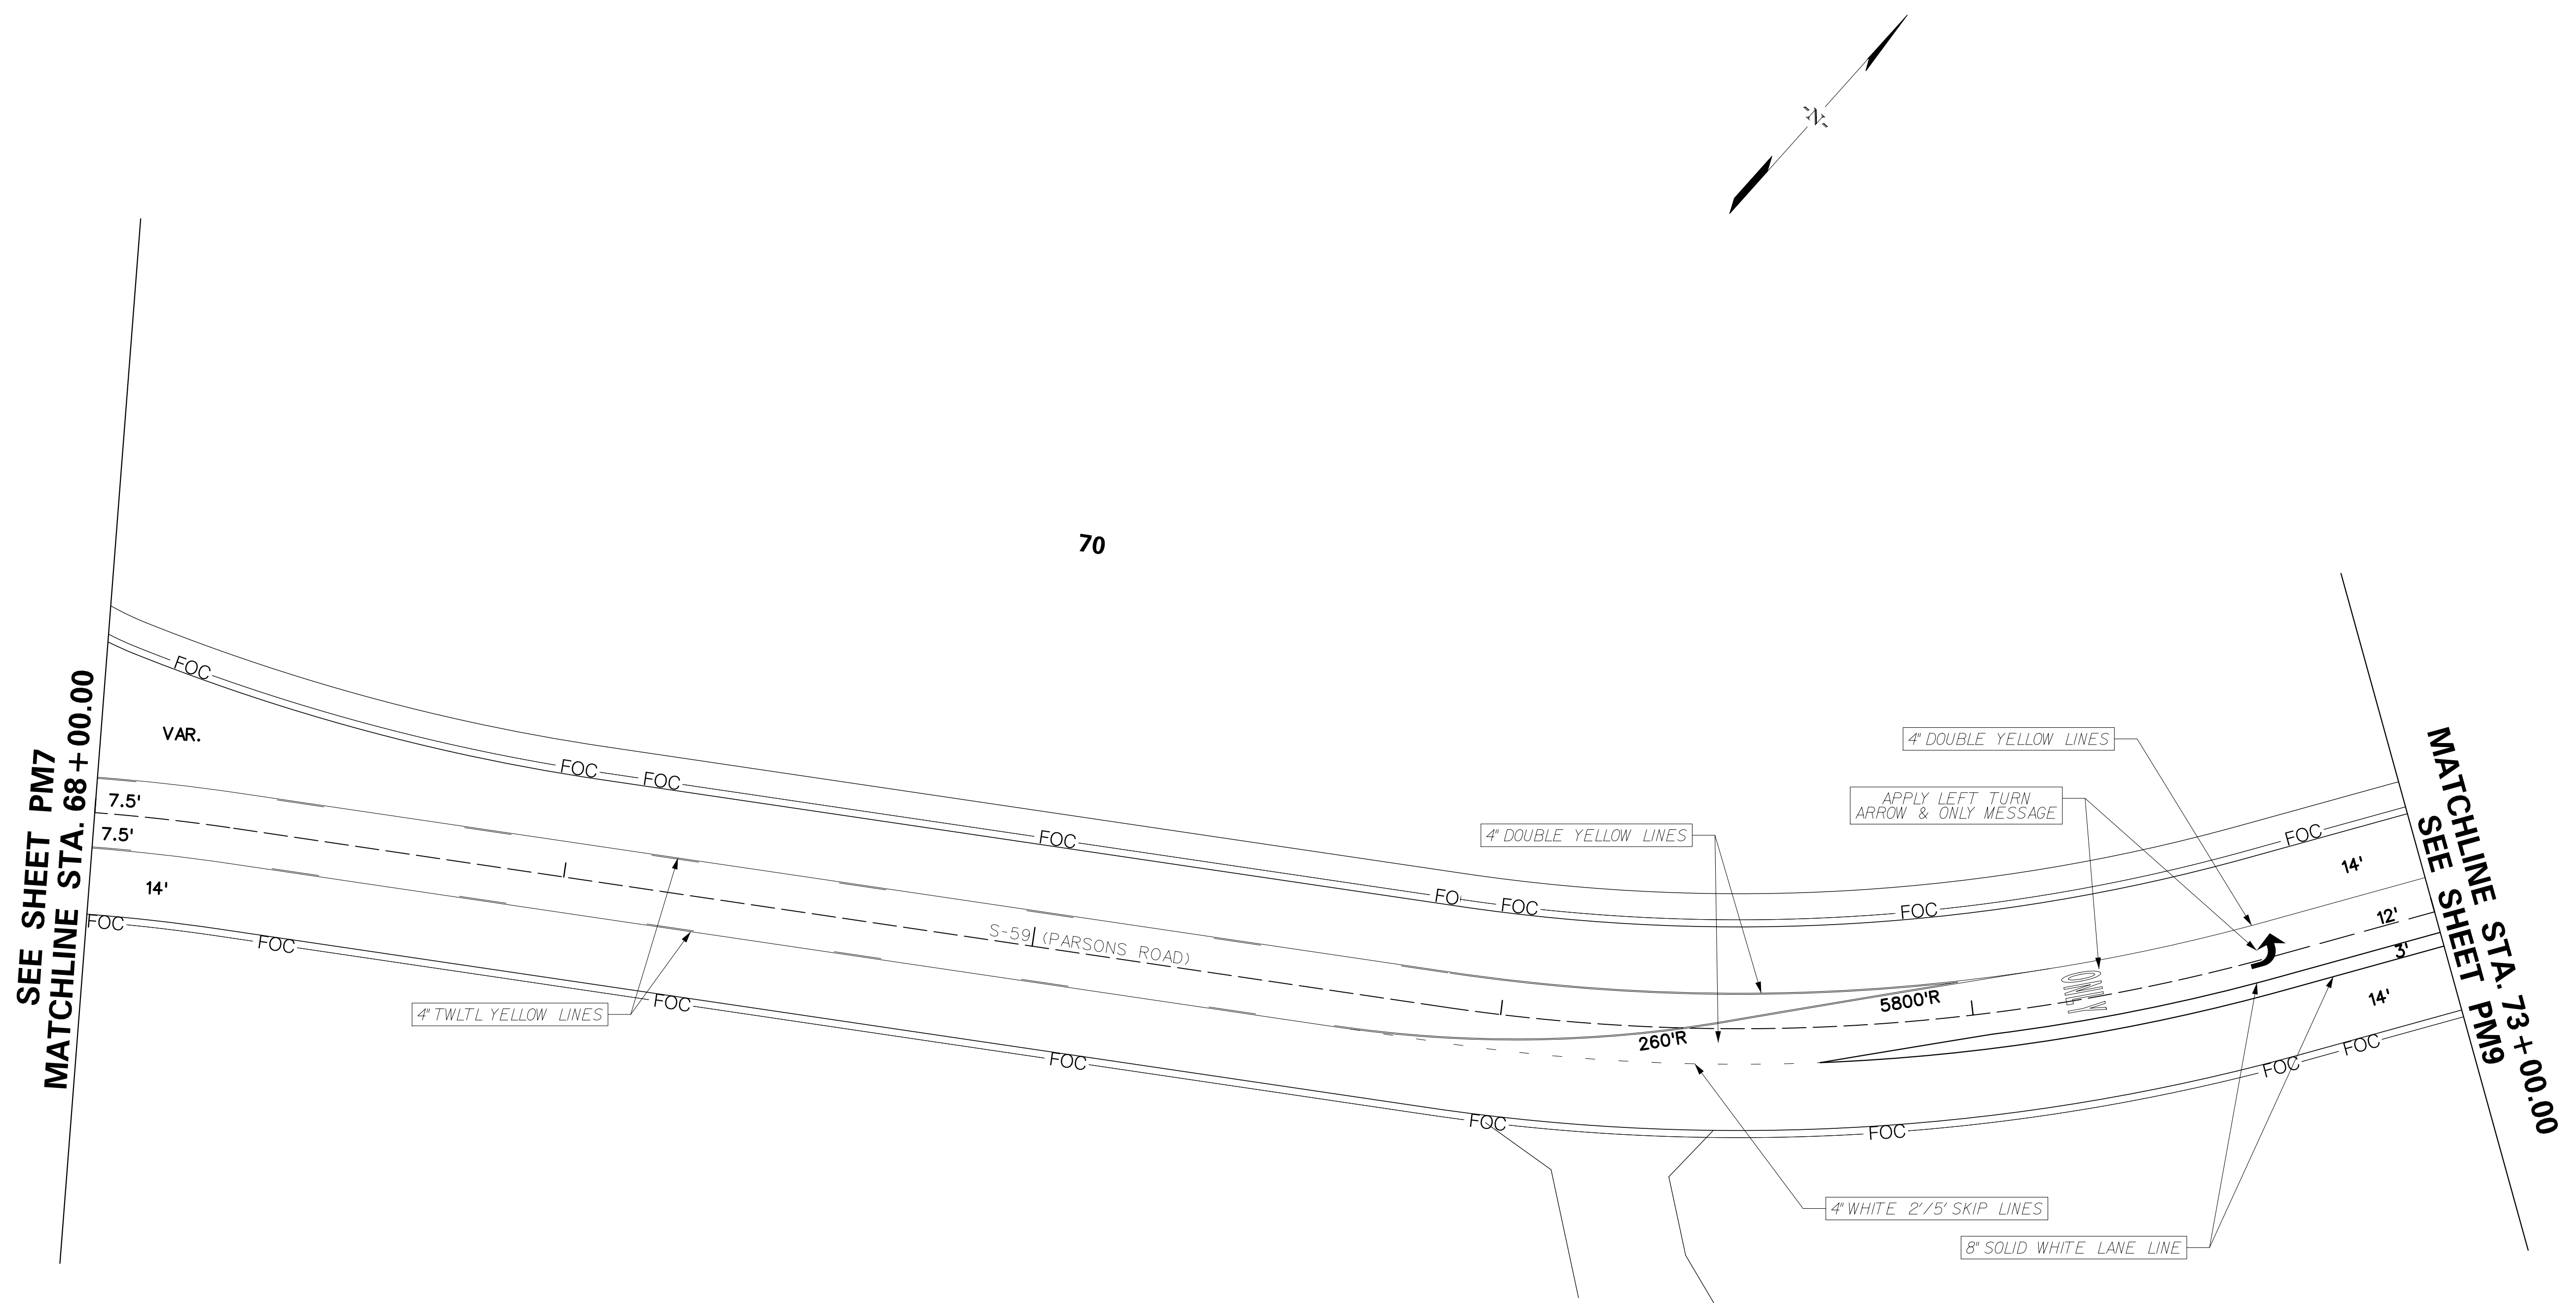 -N-
70
SEE SHEET PM7
MATCHLINE STA. 68+00.00
FOC
VAR.
7.5'
7.5'
14'
FOC
FOC
FOC
FOC
FOC
FO
FOC
FOC
FOC
S-59 (PARSONS ROAD)
4" TWLTL YELLOW LINES
FOC
FOC
FOC
FOC
FOC
FOC
FOC
4" DOUBLE YELLOW LINES
4" DOUBLE YELLOW LINES
APPLY LEFT TURN
ARROW & ONLY MESSAGE
260'R
5800'R
ONLY
14'
12'
3'
14'
4" WHITE 2'/5' SKIP LINES
8" SOLID WHITE LANE LINE
MATCHLINE STA. 73+00.00
SEE SHEET PM9